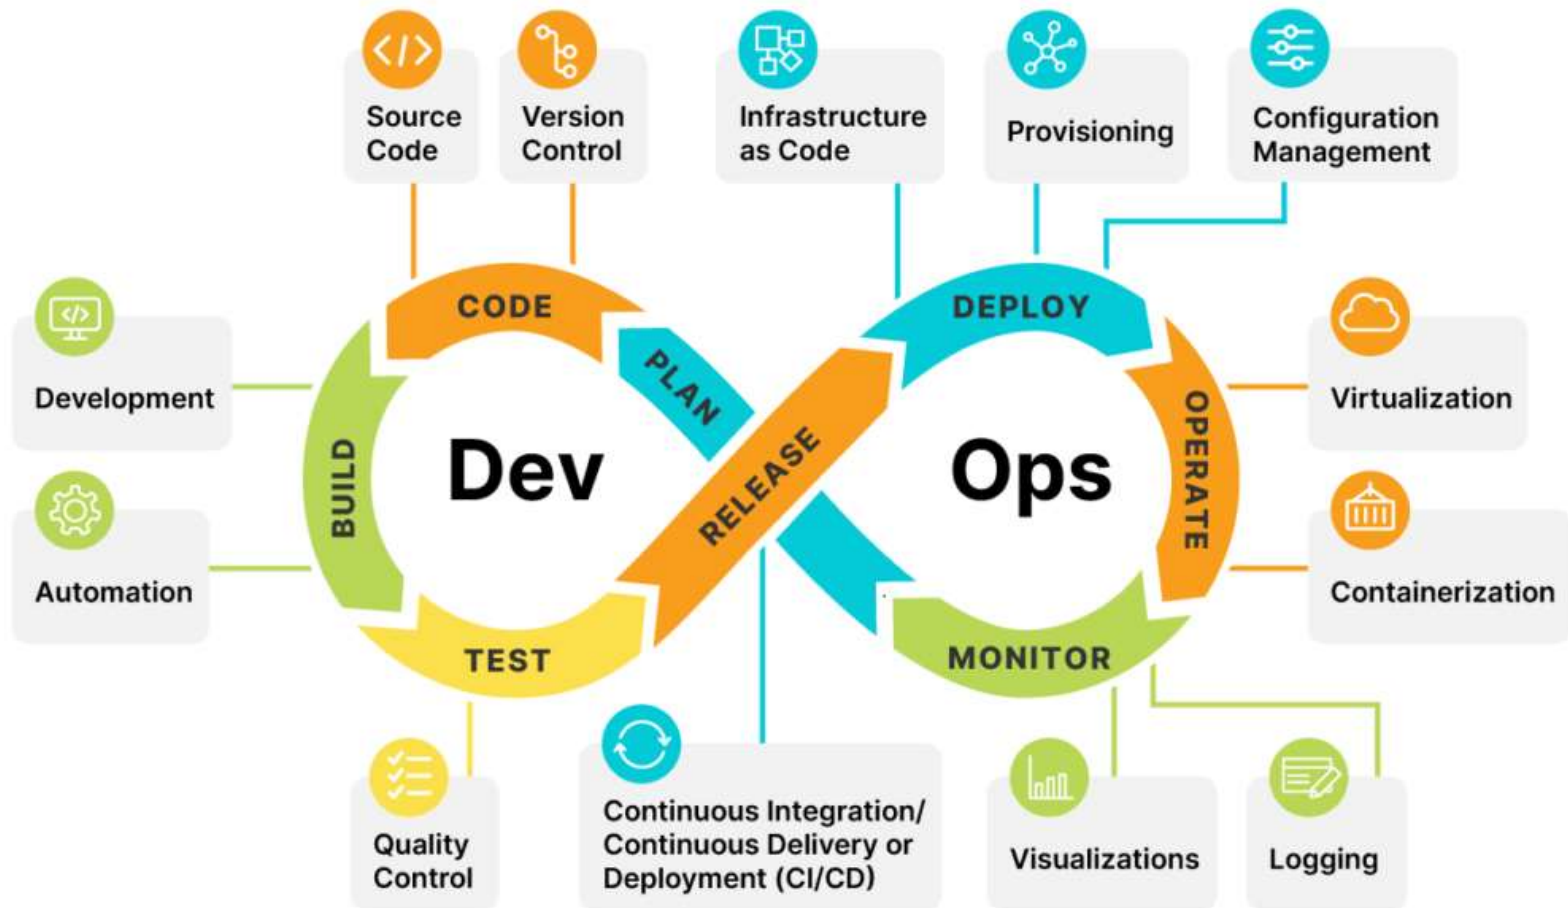 </>
Source
Code
Version
Control
Infrastructure
as Code
Provisioning
Configuration
Management
</>
Development
Automation
CODE
PLAN
BUILD
Dev
TEST
RELEASE
DEPLOY
Ops
OPERATE
MONITOR
Virtualization
Containerization
Quality
Control
Continuous Integration/
Continuous Delivery or
Deployment (CI/CD)
Visualizations
Logging